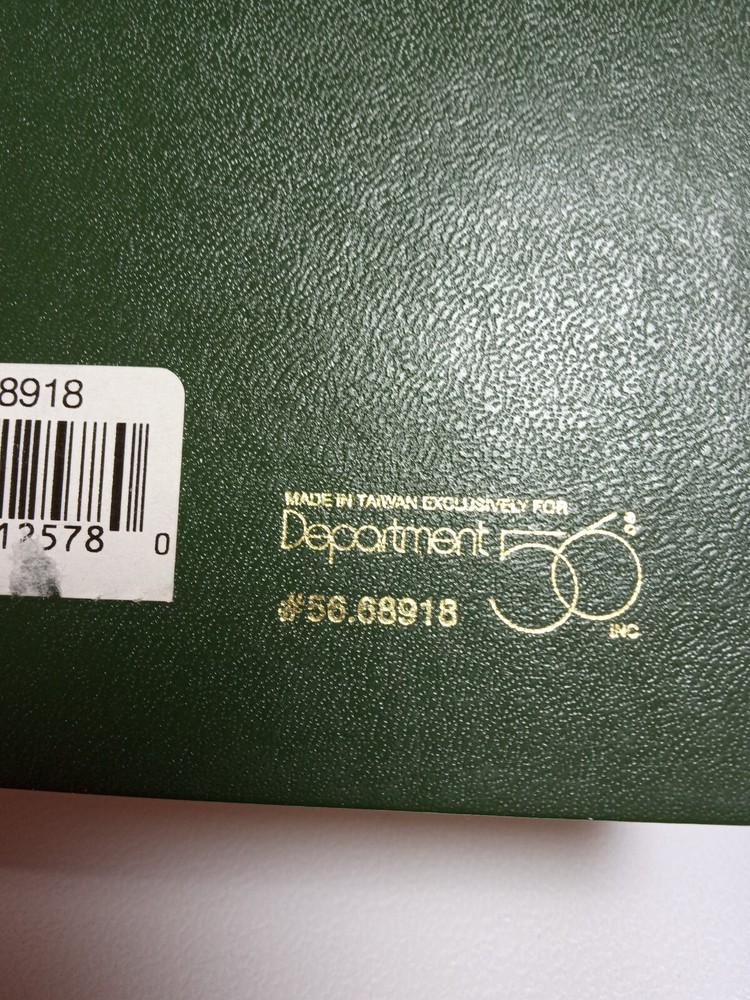 8918
12578 0
MADE IN TAIWAN EXCLUSIVELY FOR
Department 56 ®
INC
#56.68918